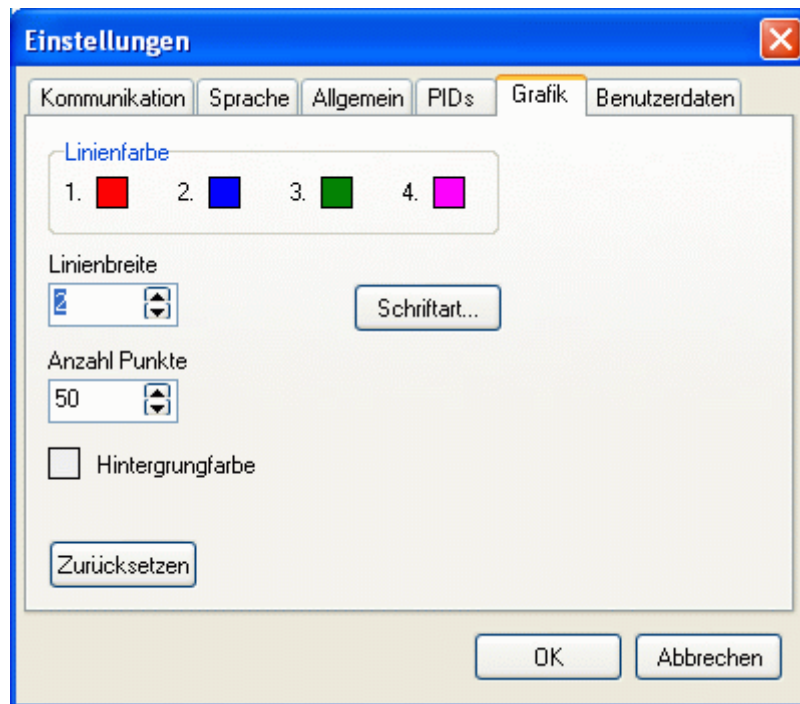 Einstellungen
Kommunikation Sprache Allgemein PIDs Grafik Benutzerdaten
Linienfarbe
1. 2. 3. 4.
Linienbreite
2
Schriftart...
Anzahl Punkte
50
Hintergrungfarbe
Zurücksetzen
OK Abbrechen